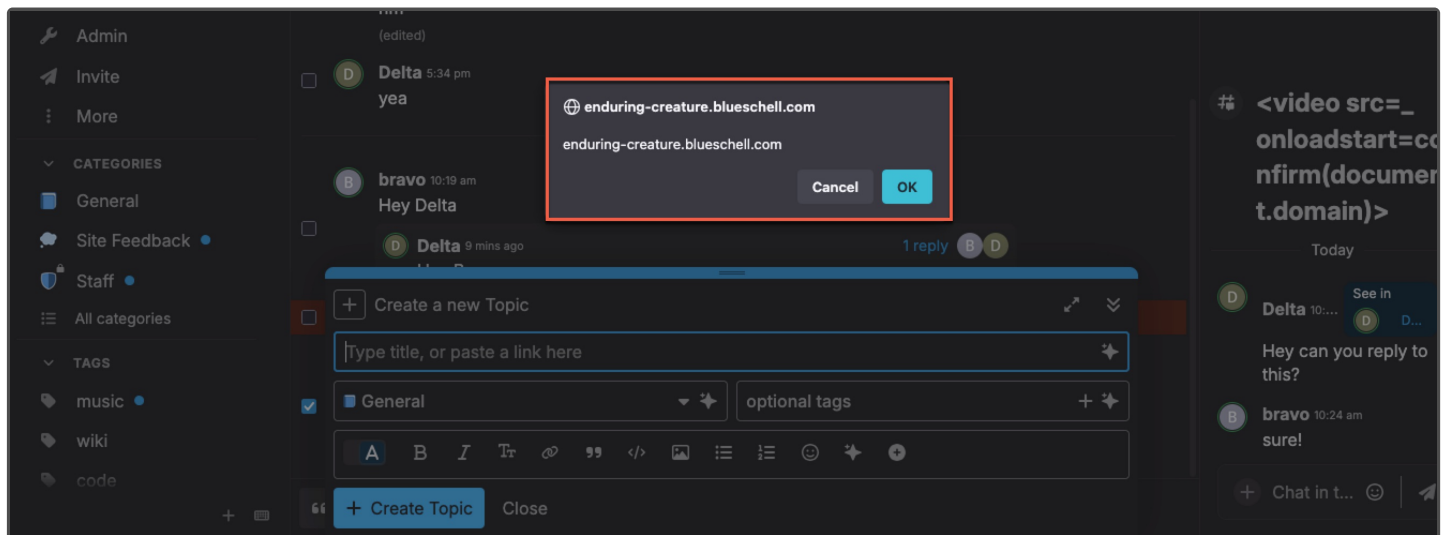 Admin
Invite
More
CATEGORIES
General
Site Feedback
Staff
All categories
TAGS
music
wiki
code
(edited)
D Delta 5:34 pm
yea
B bravo 10:19 am
Hey Delta
D Delta 9 mins ago
1 reply B D
enduring-creature.blueschell.com
enduring-creature.blueschell.com
Cancel OK
Create a new Topic
Type title, or paste a link here
General
optional tags
A B I Tт
+ Create Topic Close
<video src=_
onloadstart=co
nfirm(documen
t.domain)>
Today
D Delta 10:...
See in
D D...
Hey can you reply to
this?
B bravo 10:24 am
sure!
Chat in t...